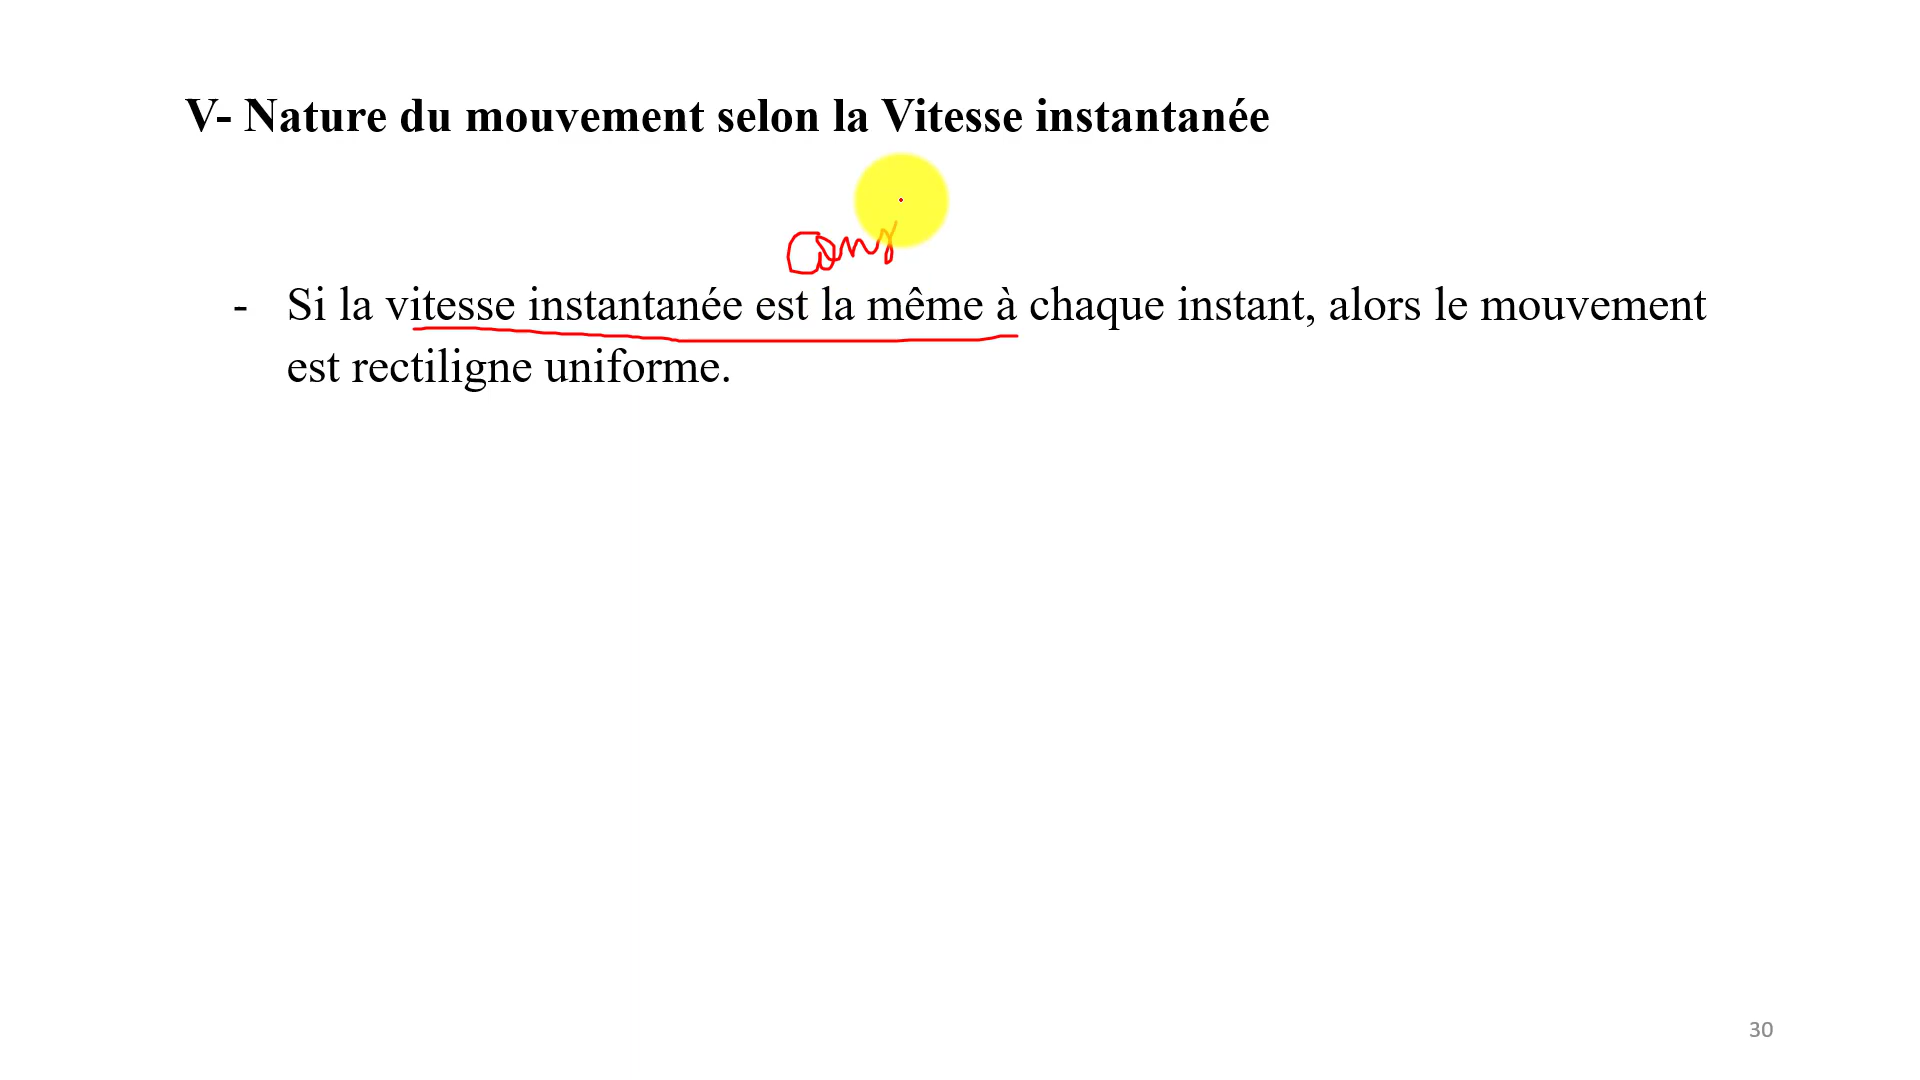 V- Nature du mouvement selon la Vitesse instantanée
cons
- Si la vitesse instantanée est la même à chaque instant, alors le mouvement
est rectiligne uniforme.
30